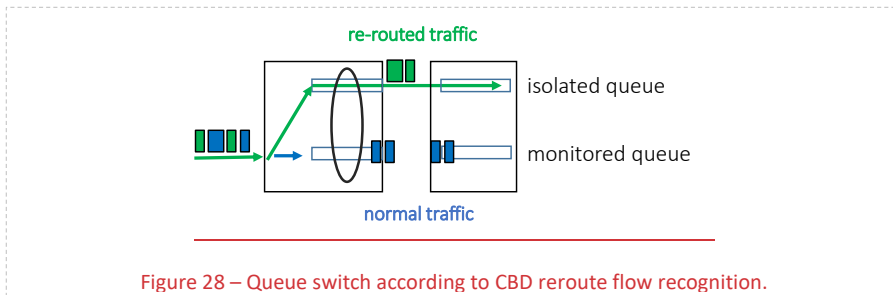 re-routed traffic
isolated queue
monitored queue
normal traffic
Figure 28 – Queue switch according to CBD reroute flow recognition.